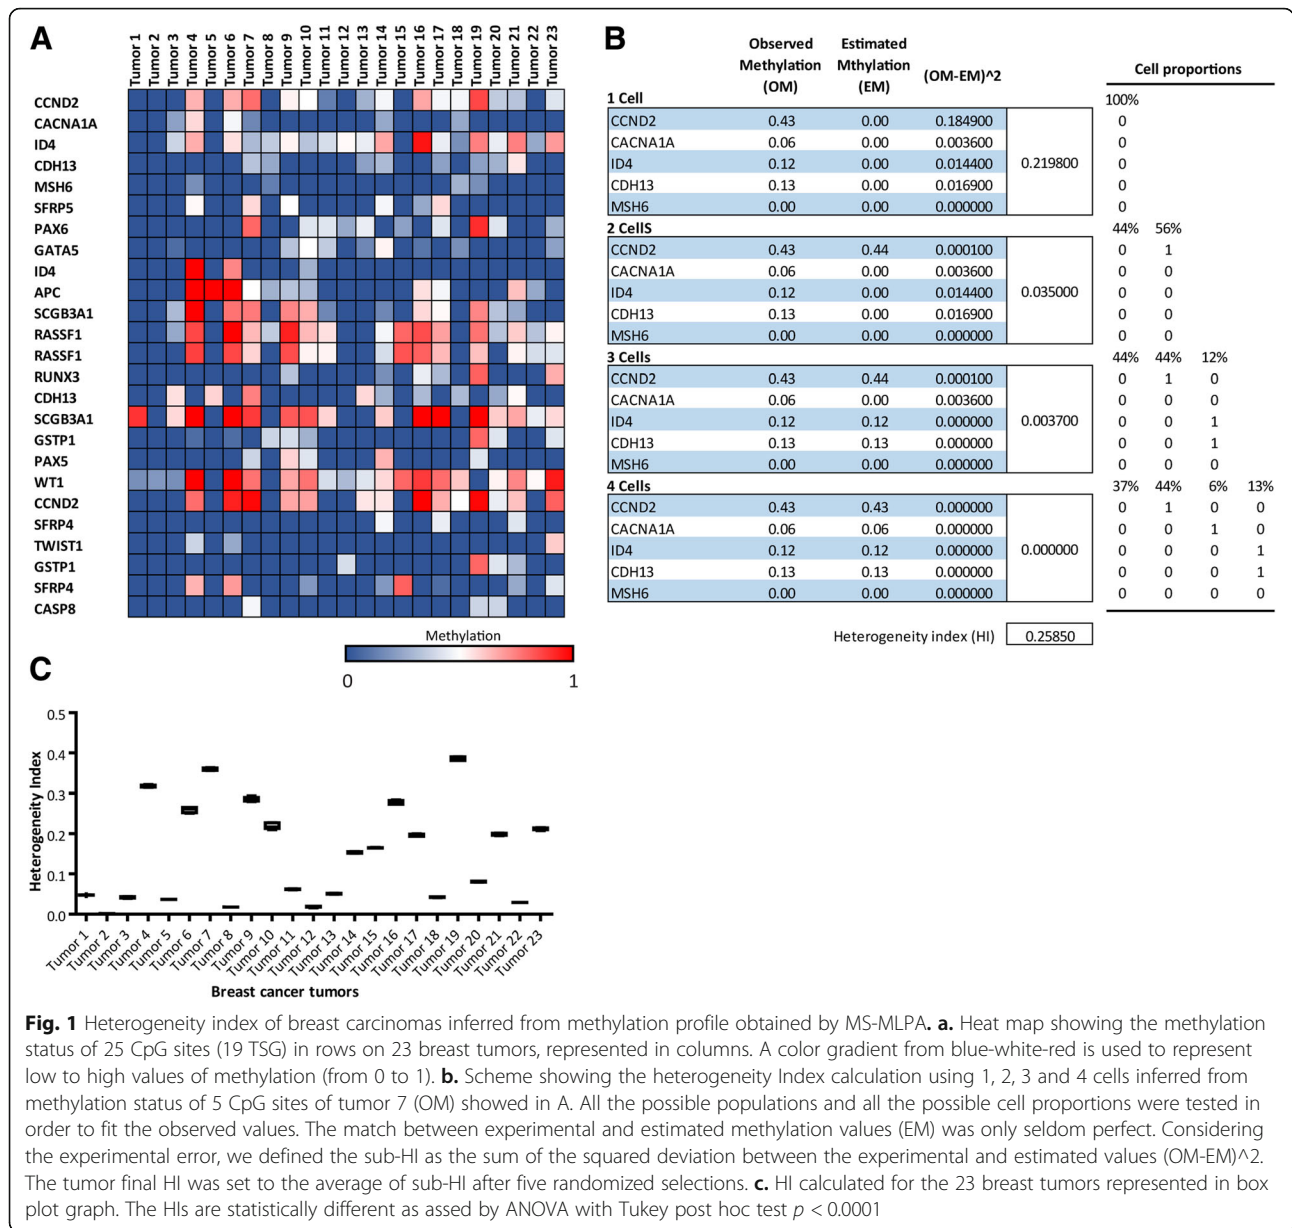 A
Tumor 1
Tumor 2
Tumor 3
Tumor 4
Tumor 5
Tumor 6
Tumor 7
Tumor 8
Tumor 9
Tumor 10
Tumor 11
Tumor 12
Tumor 13
Tumor 14
Tumor 15
Tumor 16
Tumor 17
Tumor 18
Tumor 19
Tumor 20
Tumor 21
Tumor 22
Tumor 23
CCND2
CACNA1A
ID4
CDH13
MSH6
SFRP5
PAX6
GATA5
ID4
APC
SCGB3A1
RASSF1
RASSF1
RUNX3
CDH13
SCGB3A1
GSTP1
PAX5
WT1
CCND2
SFRP4
TWIST1
GSTP1
SFRP4
CASP8
Methylation
0 1
B
Observed Methylation (OM)
Estimated Mthylation (EM)
(OM-EM)^2
Cell proportions
1 Cell 100%
CCND2 0.43 0.00 0.184900 0
CACNA1A 0.06 0.00 0.003600 0
ID4 0.12 0.00 0.014400 0.219800 0
CDH13 0.13 0.00 0.016900 0
MSH6 0.00 0.00 0.000000 0
2 CellS 44% 56%
CCND2 0.43 0.44 0.000100 0 1
CACNA1A 0.06 0.00 0.003600 0 0
ID4 0.12 0.00 0.014400 0.035000 0 0
CDH13 0.13 0.00 0.016900 0 0
MSH6 0.00 0.00 0.000000 0 0
3 Cells 44% 44% 12%
CCND2 0.43 0.44 0.000100 0 1 0
CACNA1A 0.06 0.00 0.003600 0 0 0
ID4 0.12 0.12 0.000000 0.003700 0 0 1
CDH13 0.13 0.13 0.000000 0 0 1
MSH6 0.00 0.00 0.000000 0 0 0
4 Cells 37% 44% 6% 13%
CCND2 0.43 0.43 0.000000 0 1 0 0
CACNA1A 0.06 0.06 0.000000 0 0 1 0
ID4 0.12 0.12 0.000000 0.000000 0 0 0 1
CDH13 0.13 0.13 0.000000 0 0 0 1
MSH6 0.00 0.00 0.000000 0 0 0 0
Heterogeneity index (HI) 0.25850
C
Heterogeneity Index
0.5
0.4
0.3
0.2
0.1
0.0
Tumor 1
Tumor 2
Tumor 3
Tumor 4
Tumor 5
Tumor 6
Tumor 7
Tumor 8
Tumor 9
Tumor 10
Tumor 11
Tumor 12
Tumor 13
Tumor 14
Tumor 15
Tumor 16
Tumor 17
Tumor 18
Tumor 19
Tumor 20
Tumor 21
Tumor 22
Tumor 23
Breast cancer tumors
Fig. 1 Heterogeneity index of breast carcinomas inferred from methylation profile obtained by MS-MLPA. a. Heat map showing the methylation
status of 25 CpG sites (19 TSG) in rows on 23 breast tumors, represented in columns. A color gradient from blue-white-red is used to represent
low to high values of methylation (from 0 to 1). b. Scheme showing the heterogeneity Index calculation using 1, 2, 3 and 4 cells inferred from
methylation status of 5 CpG sites of tumor 7 (OM) showed in A. All the possible populations and all the possible cell proportions were tested in
order to fit the observed values. The match between experimental and estimated methylation values (EM) was only seldom perfect. Considering
the experimental error, we defined the sub-HI as the sum of the squared deviation between the experimental and estimated values (OM-EM)^2.
The tumor final HI was set to the average of sub-HI after five randomized selections. c. HI calculated for the 23 breast tumors represented in box
plot graph. The HIs are statistically different as assed by ANOVA with Tukey post hoc test p < 0.0001